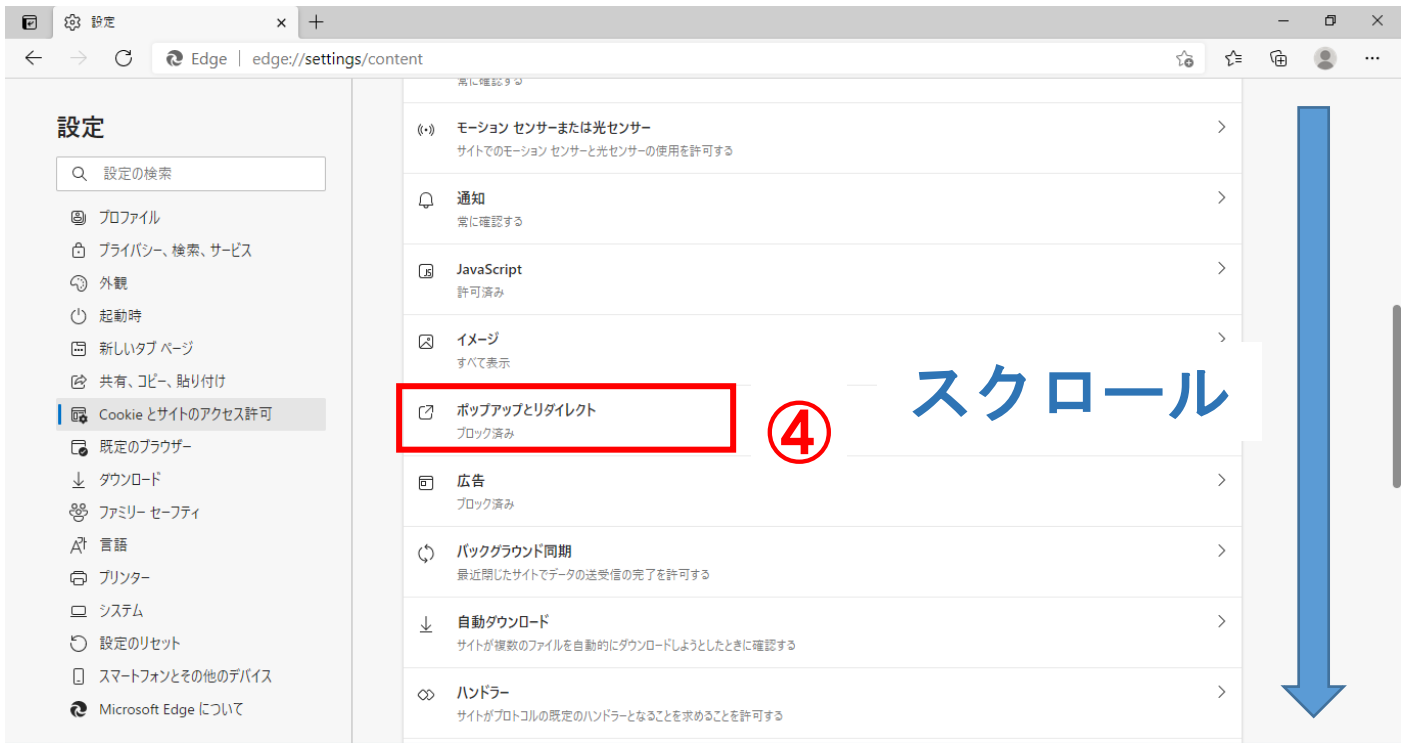 設定
Edge | edge://settings/content
設定
設定の検索
プロファイル
プライバシー、検索、サービス
外観
起動時
新しいタブ ページ
共有、コピー、貼り付け
Cookie とサイトのアクセス許可
既定のブラウザー
ダウンロード
ファミリー セーフティ
言語
プリンター
システム
設定のリセット
スマートフォンとその他のデバイス
Microsoft Edge について
常に確認する
モーション センサーまたは光センサー
サイトでのモーション センサーと光センサーの使用を許可する
通知
常に確認する
JavaScript
許可済み
イメージ
すべて表示
ポップアップとリダイレクト
ブロック済み
④
スクロール
広告
ブロック済み
バックグラウンド同期
最近閉じたサイトでデータの送受信の完了を許可する
自動ダウンロード
サイトが複数のファイルを自動的にダウンロードしようとしたときに確認する
ハンドラー
サイトがプロトコルの既定のハンドラーとなることを求めることを許可する